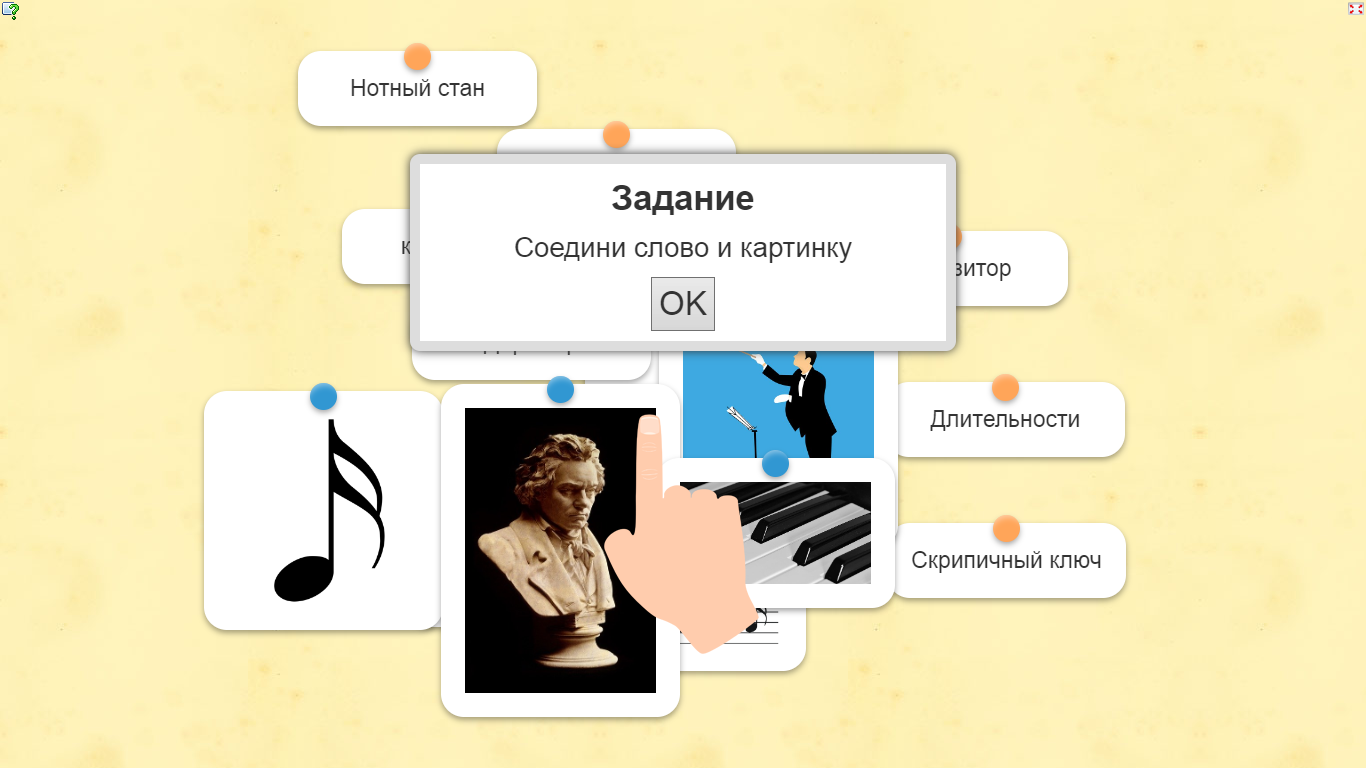 Нотный стан
Задание
Соедини слово и картинку
OK
Длительности
Скрипичный ключ